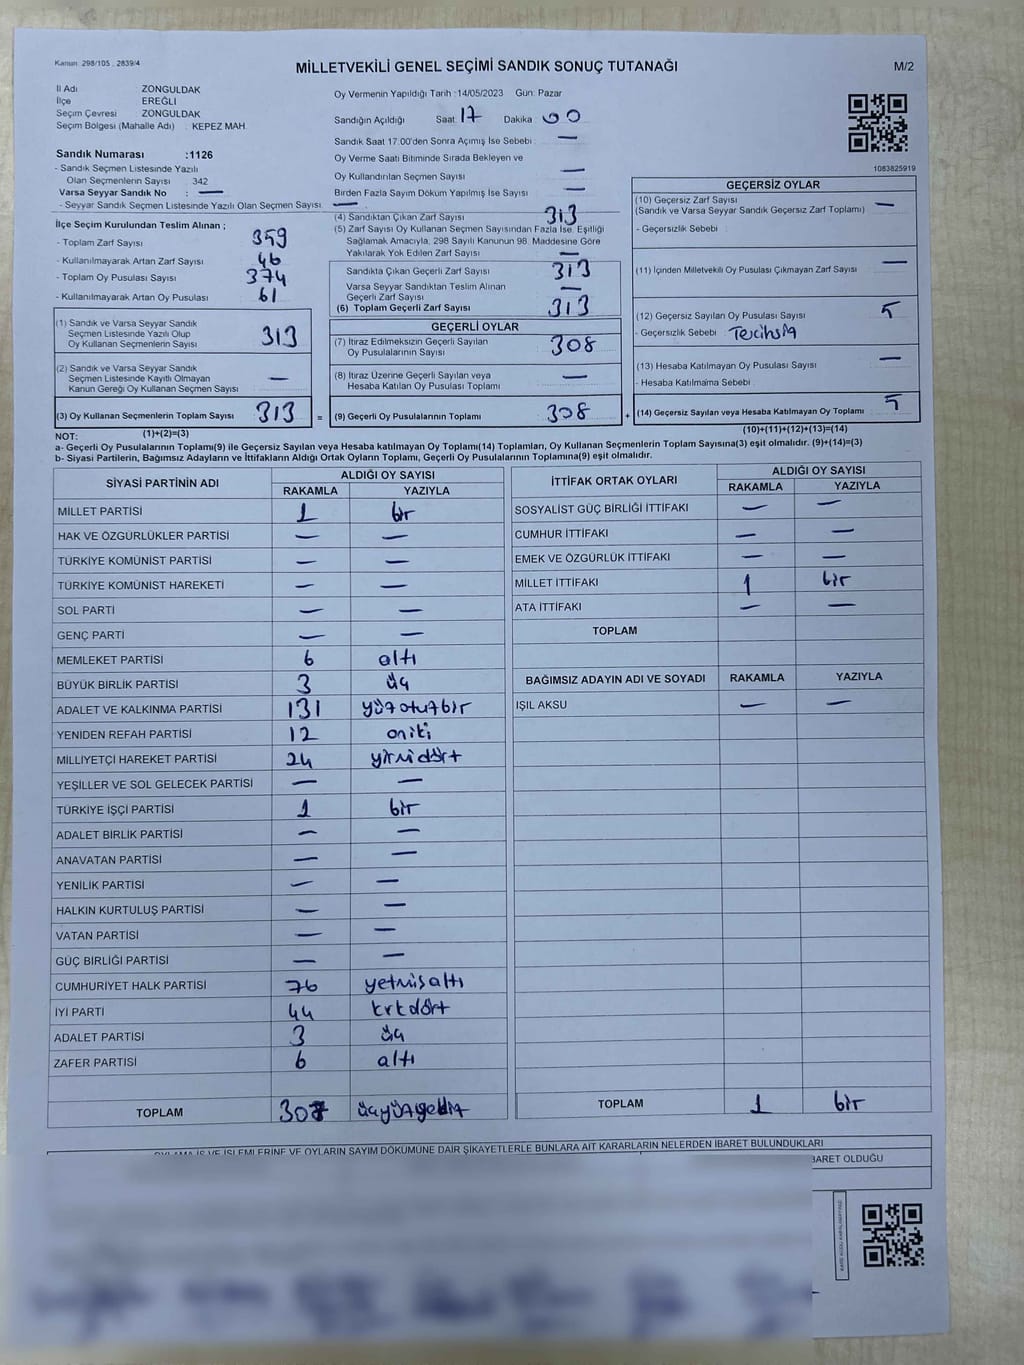 Kanun: 298/105 , 2839/4
MİLLETVEKİLİ GENEL SEÇİMİ SANDIK SONUÇ TUTANAĞI
M/2
İl Adı ZONGULDAK
İlçe EREĞLİ
Seçim Çevresi ZONGULDAK
Seçim Bölgesi (Mahalle Adı) : KEPEZ MAH.
Oy Vermenin Yapıldığı Tarih :14/05/2023 Gün: Pazar
Sandığın Açıldığı Saat 17 Dakika 00
Sandık Saat 17.00'den Sonra Açımış İse Sebebi : —
Oy Verme Saati Bitiminde Sırada Bekleyen ve
Oy Kullandırılan Seçmen Sayısı —
Birden Fazla Sayım Döküm Yapılmış İse Sayısı —
1083825919
Sandık Numarası :1126
- Sandık Seçmen Listesinde Yazılı
Olan Seçmenlerin Sayısı 342
Varsa Seyyar Sandık No : —
- Seyyar Sandık Seçmen Listesinde Yazılı Olan Seçmen Sayısı. —
İlçe Seçim Kurulundan Teslim Alınan ;
- Toplam Zarf Sayısı 359
- Kullanılmayarak Artan Zarf Sayısı 46
- Toplam Oy Pusulası Sayısı 374
- Kullanılmayarak Artan Oy Pusulası 61
(1) Sandık ve Varsa Seyyar Sandık
Seçmen Listesinde Yazılı Olup
Oy Kullanan Seçmenlerin Sayısı 313
(2) Sandık ve Varsa Seyyar Sandık
Seçmen Listesinde Kayıtlı Olmayan
Kanun Gereği Oy Kullanan Seçmen Sayısı —
(3) Oy Kullanan Seçmenlerin Toplam Sayısı 313 =
(1)+(2)=(3)
(4) Sandıktan Çıkan Zarf Sayısı 313
(5) Zarf Sayısı Oy Kullanan Seçmen Sayısından Fazla İse, Eşitliği
Sağlamak Amacıyla, 298 Sayılı Kanunun 98. Maddesine Göre
Yakılarak Yok Edilen Zarf Sayısı —
Sandıkta Çıkan Geçerli Zarf Sayısı 313
Varsa Seyyar Sandıktan Teslim Alınan
Geçerli Zarf Sayısı —
(6) Toplam Geçerli Zarf Sayısı 313
GEÇERLİ OYLAR
(7) İtiraz Edilmeksizin Geçerli Sayılan
Oy Pusulalarının Sayısı 308
(8) İtiraz Üzerine Geçerli Sayılan veya
Hesaba Katılan Oy Pusulası Toplamı —
(9) Geçerli Oy Pusulalarının Toplamı 308 +
GEÇERSİZ OYLAR
(10) Geçersiz Zarf Sayısı —
(Sandık ve Varsa Seyyar Sandık Geçersiz Zarf Toplamı)
- Geçersizlik Sebebi :
(11) İçinden Milletvekili Oy Pusulası Çıkmayan Zarf Sayısı —
(12) Geçersiz Sayılan Oy Pusulası Sayısı 5
- Geçersizlik Sebebi : Tercihsiz
(13) Hesaba Katılmayan Oy Pusulası Sayısı —
- Hesaba Katılmama Sebebi
(14) Geçersiz Sayılan veya Hesaba Katılmayan Oy Toplamı 5
(10)+(11)+(12)+(13)=(14)
NOT:
a- Geçerli Oy Pusulalarının Toplamı(9) ile Geçersiz Sayılan veya Hesaba katılmayan Oy Toplamı(14) Toplamları, Oy Kullanan Seçmenlerin Toplam Sayısına(3) eşit olmalıdır. (9)+(14)=(3)
b- Siyasi Partilerin, Bağımsız Adayların ve İttifakların Aldığı Ortak Oyların Toplamı, Geçerli Oy Pusulalarının Toplamına(9) eşit olmalıdır.
SİYASİ PARTİNİN ADI ALDIĞI OY SAYISI
RAKAMLA YAZIYLA
MİLLET PARTİSİ 1 bir
HAK VE ÖZGÜRLÜKLER PARTİSİ — —
TÜRKİYE KOMÜNİST PARTİSİ — —
TÜRKİYE KOMÜNİST HAREKETİ — —
SOL PARTİ — —
GENÇ PARTİ — —
MEMLEKET PARTİSİ 6 altı
BÜYÜK BİRLİK PARTİSİ 3 üç
ADALET VE KALKINMA PARTİSİ 131 yüzotuzbir
YENİDEN REFAH PARTİSİ 12 oniki
MİLLİYETÇİ HAREKET PARTİSİ 24 yirmidört
YEŞİLLER VE SOL GELECEK PARTİSİ — —
TÜRKİYE İŞÇİ PARTİSİ 1 bir
ADALET BİRLİK PARTİSİ — —
ANAVATAN PARTİSİ — —
YENİLİK PARTİSİ — —
HALKIN KURTULUŞ PARTİSİ — —
VATAN PARTİSİ — —
GÜÇ BİRLİĞİ PARTİSİ — —
CUMHURİYET HALK PARTİSİ 76 yetmişaltı
İYİ PARTİ 44 kırkdört
ADALET PARTİSİ 3 üç
ZAFER PARTİSİ 6 altı
TOPLAM 307 üçyüzyedi
İTTİFAK ORTAK OYLARI ALDIĞI OY SAYISI
RAKAMLA YAZIYLA
SOSYALİST GÜÇ BİRLİĞİ İTTİFAKI — —
CUMHUR İTTİFAKI — —
EMEK VE ÖZGÜRLÜK İTTİFAKI — —
MİLLET İTTİFAKI 1 bir
ATA İTTİFAKI — —
TOPLAM
BAĞIMSIZ ADAYIN ADI VE SOYADI RAKAMLA YAZIYLA
IŞIL AKSU — —
TOPLAM 1 bir
OYLAMA İŞ VE İŞLEMLERİNE VE OYLARIN SAYIM DÖKÜMÜNE DAİR ŞİKAYETLERLE BUNLARA AİT KARARLARIN NELERDEN İBARET BULUNDUKLARI
BARET OLDUĞU